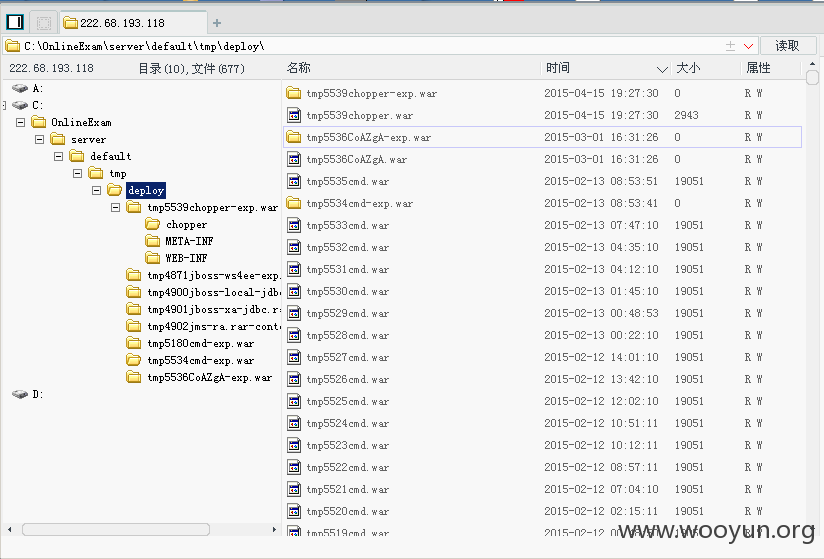 222.68.193.118
C:\OnlineExam\server\default\tmp\deploy\ 读取
222.68.193.118 目录(10),文件(677)
A:
C:
OnlineExam
server
default
tmp
deploy
tmp5539chopper-exp.war
chopper
META-INF
WEB-INF
tmp4871jboss-ws4ee-exp.
tmp4900jboss-local-jdb
tmp4901jboss-xa-jdbc.r
tmp4902jms-ra.rar-cont
tmp5180cmd-exp.war
tmp5534cmd-exp.war
tmp5536CoAZgA-exp.war
D:
名称 时间 大小 属性
tmp5539chopper-exp.war 2015-04-15 19:27:30 0 R W
tmp5539chopper.war 2015-04-15 19:27:30 2943 R W
tmp5536CoAZgA-exp.war 2015-03-01 16:31:26 0 R W
tmp5536CoAZgA.war 2015-03-01 16:31:26 0 R W
tmp5535cmd.war 2015-02-13 08:53:51 19051 R W
tmp5534cmd-exp.war 2015-02-13 08:53:41 0 R W
tmp5533cmd.war 2015-02-13 07:47:10 19051 R W
tmp5532cmd.war 2015-02-13 04:35:10 19051 R W
tmp5531cmd.war 2015-02-13 04:12:10 19051 R W
tmp5530cmd.war 2015-02-13 01:45:10 19051 R W
tmp5529cmd.war 2015-02-13 00:48:53 19051 R W
tmp5528cmd.war 2015-02-13 00:22:10 19051 R W
tmp5527cmd.war 2015-02-12 14:01:10 19051 R W
tmp5526cmd.war 2015-02-12 13:42:10 19051 R W
tmp5525cmd.war 2015-02-12 12:02:10 19051 R W
tmp5524cmd.war 2015-02-12 10:51:11 19051 R W
tmp5523cmd.war 2015-02-12 10:12:11 19051 R W
tmp5522cmd.war 2015-02-12 08:57:11 19051 R W
tmp5521cmd.war 2015-02-12 07:04:10 19051 R W
tmp5520cmd.war 2015-02-12 02:15:11 19051 R W
tmp5519cmd.war 2015-02-12
www.wooyun.org